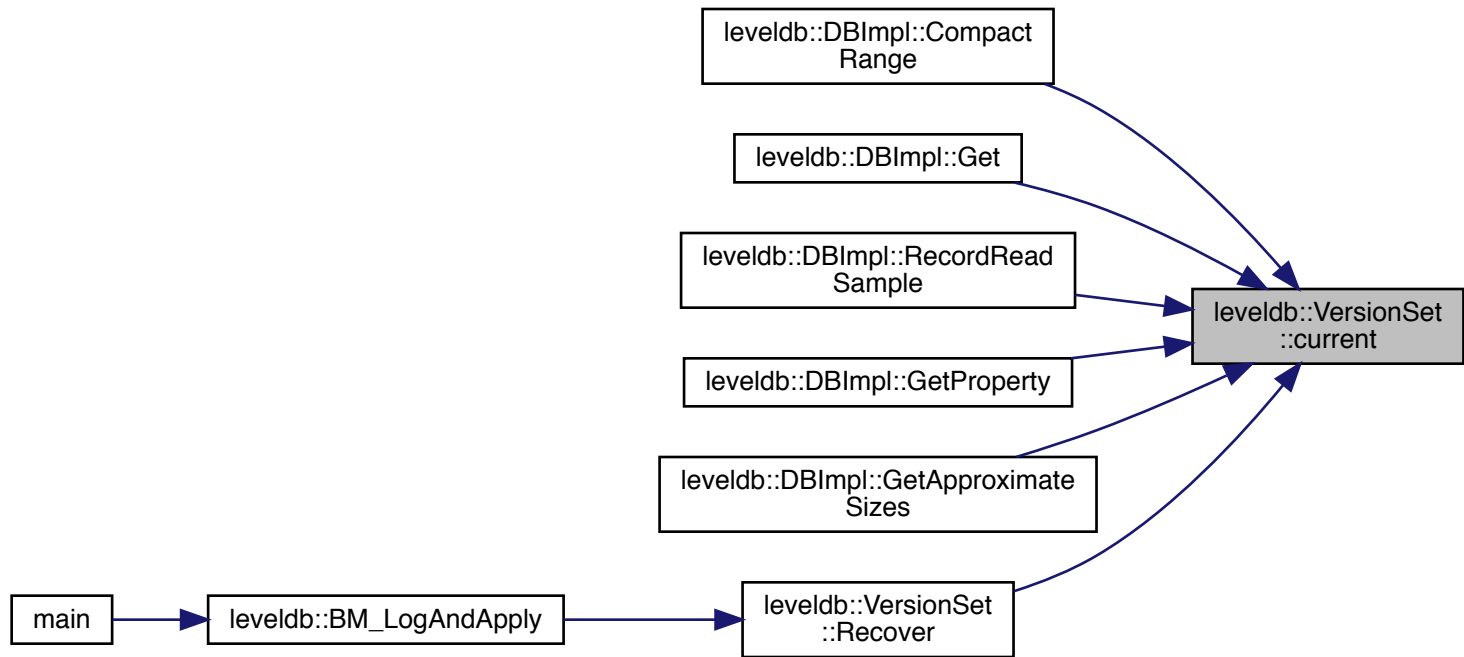 leveldb::DBImpl::Compact
Range
leveldb::DBImpl::Get
leveldb::DBImpl::RecordRead
Sample
leveldb::VersionSet
::current
leveldb::DBImpl::GetProperty
leveldb::DBImpl::GetApproximate
Sizes
main
leveldb::BM_LogAndApply
leveldb::VersionSet
::Recover